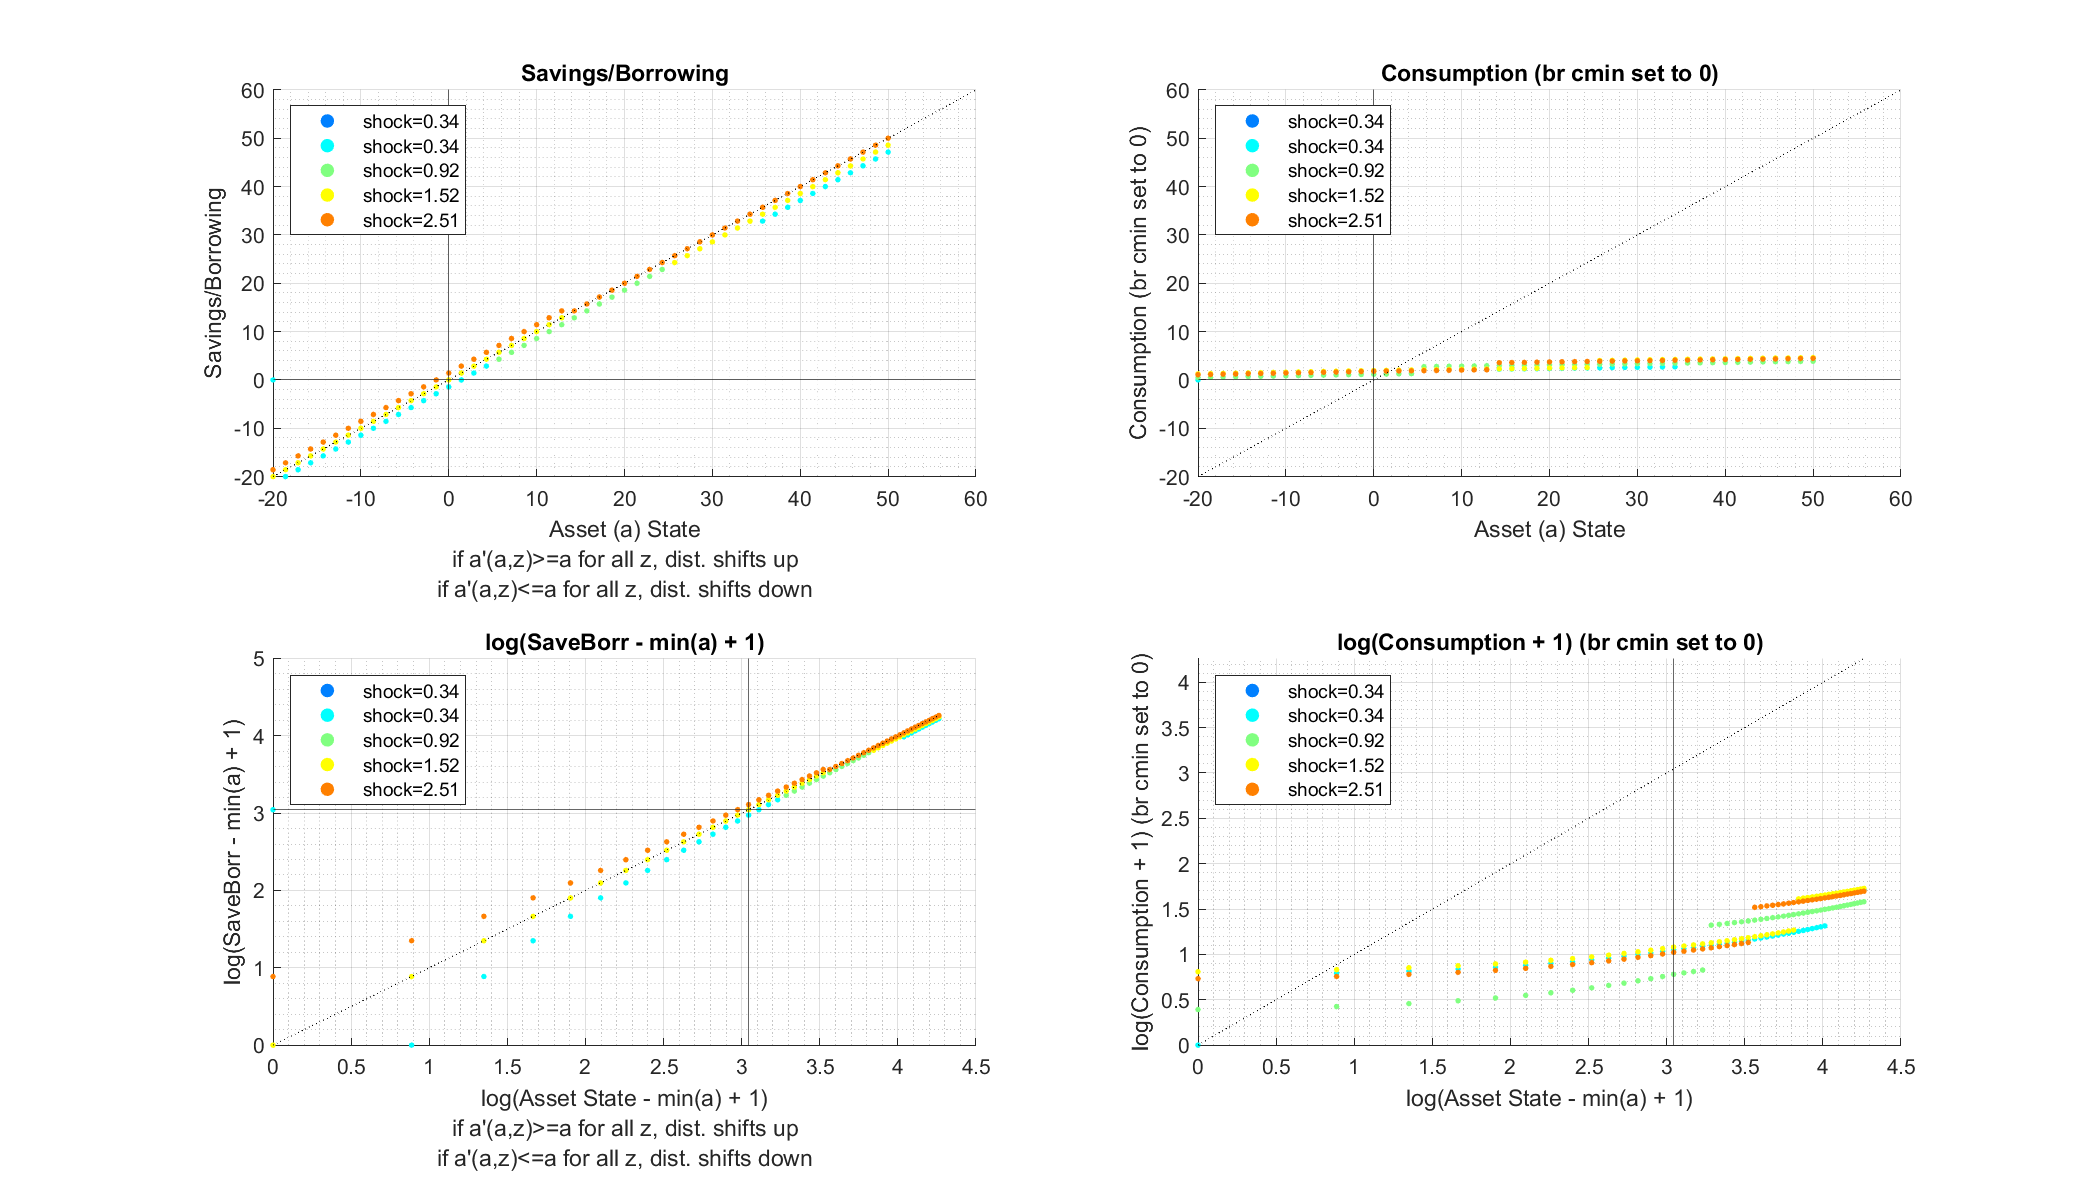 Savings/Borrowing
60
50
40
30
20
10
0
-10
-20
Savings/Borrowing
shock=0.34
shock=0.34
shock=0.92
shock=1.52
shock=2.51
-20 -10 0 10 20 30 40 50 60
Asset (a) State
if a'(a,z)>=a for all z, dist. shifts up
if a'(a,z)<=a for all z, dist. shifts down
Consumption (br cmin set to 0)
60
50
40
30
20
10
0
-10
-20
Consumption (br cmin set to 0)
shock=0.34
shock=0.34
shock=0.92
shock=1.52
shock=2.51
-20 -10 0 10 20 30 40 50 60
Asset (a) State
log(SaveBorr - min(a) + 1)
5
4
3
2
1
0
log(SaveBorr - min(a) + 1)
shock=0.34
shock=0.34
shock=0.92
shock=1.52
shock=2.51
0 0.5 1 1.5 2 2.5 3 3.5 4 4.5
log(Asset State - min(a) + 1)
if a'(a,z)>=a for all z, dist. shifts up
if a'(a,z)<=a for all z, dist. shifts down
log(Consumption + 1) (br cmin set to 0)
4
3.5
3
2.5
2
1.5
1
0.5
0
log(Consumption + 1) (br cmin set to 0)
shock=0.34
shock=0.34
shock=0.92
shock=1.52
shock=2.51
0 0.5 1 1.5 2 2.5 3 3.5 4 4.5
log(Asset State - min(a) + 1)